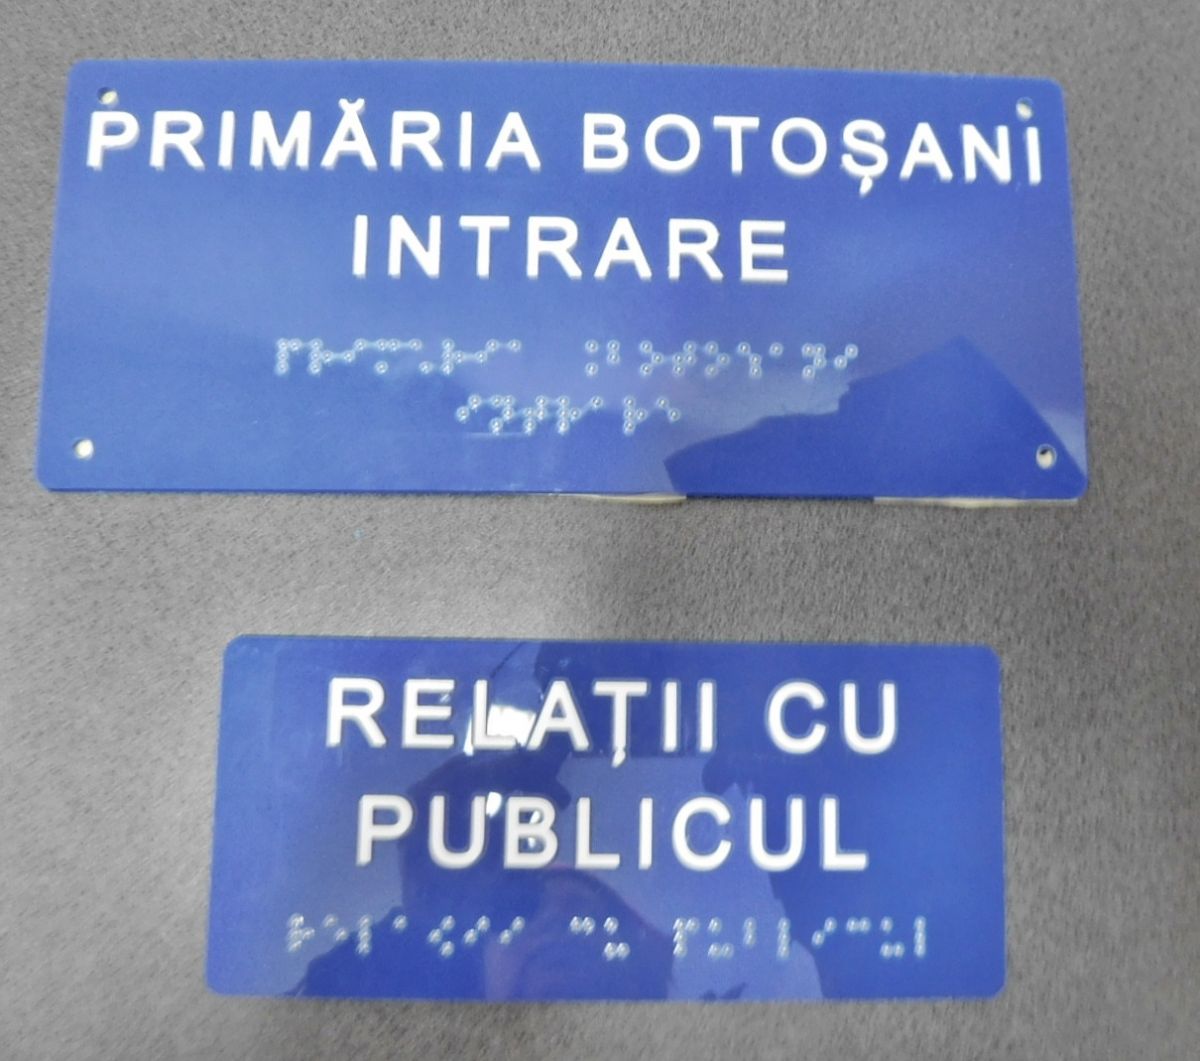 PRIMĂRIA BOTOȘANI
INTRARE
RELAȚII CU
PUBLICUL